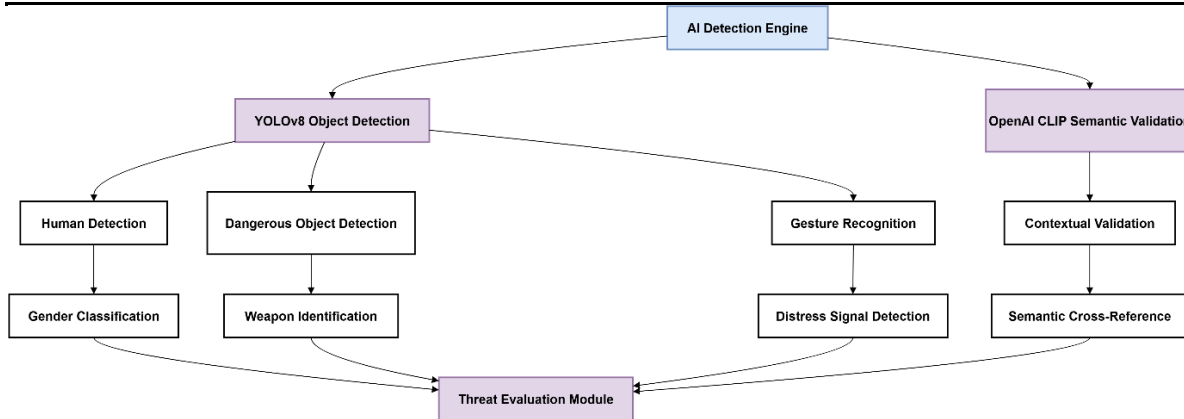 AI Detection Engine
YOLOv8 Object Detection
OpenAI CLIP Semantic Validation
Human Detection
Dangerous Object Detection
Gesture Recognition
Contextual Validation
Gender Classification
Weapon Identification
Distress Signal Detection
Semantic Cross-Reference
Threat Evaluation Module